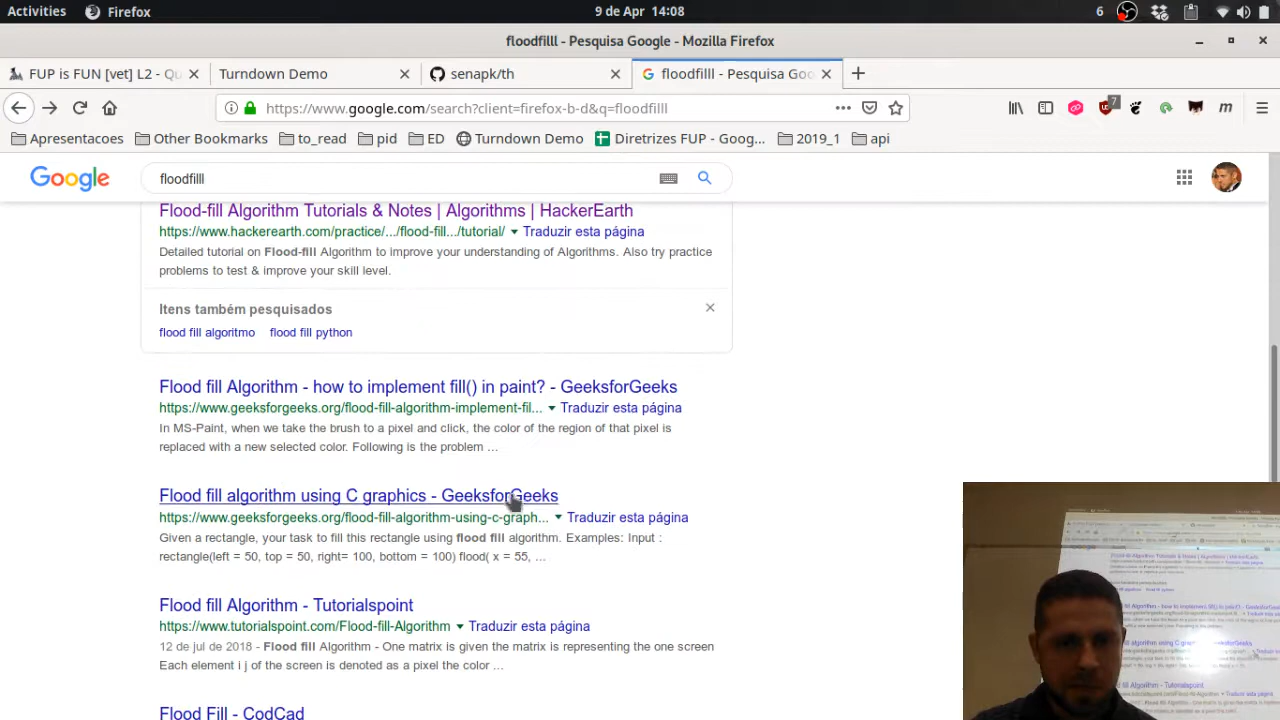 Activities Firefox 9 de Apr 14:08 6
floodfilll - Pesquisa Google - Mozilla Firefox
FUP is FUN [vet] L2 - Qu Turndown Demo senapk/th floodfilll - Pesquisa Goo
https://www.google.com/search?client=firefox-b-d&q=floodfilll 7
Apresentacoes Other Bookmarks to_read pid ED Turndown Demo Diretrizes FUP - Goog... 2019_1 api
Google floodfilll
Flood-fill Algorithm Tutorials & Notes | Algorithms | HackerEarth
https://www.hackerearth.com/practice/.../flood-fill.../tutorial/ Traduzir esta página
Detailed tutorial on Flood-fill Algorithm to improve your understanding of Algorithms. Also try practice
problems to test & improve your skill level.
Itens também pesquisados
flood fill algoritmo flood fill python
Flood fill Algorithm - how to implement fill() in paint? - GeeksforGeeks
https://www.geeksforgeeks.org/flood-fill-algorithm-implement-fil... Traduzir esta página
In MS-Paint, when we take the brush to a pixel and click, the color of the region of that pixel is
replaced with a new selected color. Following is the problem ...
Flood fill algorithm using C graphics - GeeksforGeeks
https://www.geeksforgeeks.org/flood-fill-algorithm-using-c-graph... Traduzir esta página
Given a rectangle, your task to fill this rectangle using flood fill algorithm. Examples: Input :
rectangle(left = 50, top = 50, right= 100, bottom = 100) flood( x = 55, ...
Flood fill Algorithm - Tutorialspoint
https://www.tutorialspoint.com/Flood-fill-Algorithm Traduzir esta página
12 de jul de 2018 - Flood fill Algorithm - One matrix is given; the matrix is representing the one screen
Each element i j of the screen is denoted as a pixel the color ...
Flood Fill - CodCad